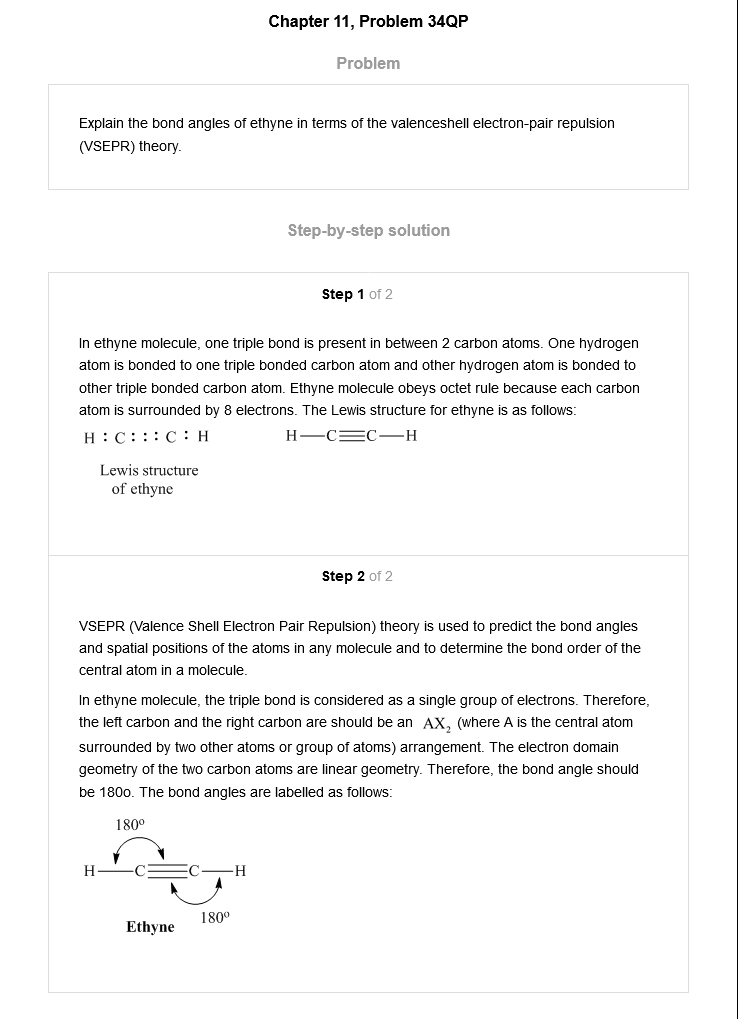 Chapter 11, Problem 34QP
Problem
Explain the bond angles of ethyne in terms of the valenceshell electron-pair repulsion
(VSEPR) theory.
Step-by-step solution
Step 1 of 2
In ethyne molecule, one triple bond is present in between 2 carbon atoms. One hydrogen
atom is bonded to one triple bonded carbon atom and other hydrogen atom is bonded to
other triple bonded carbon atom. Ethyne molecule obeys octet rule because each carbon
atom is surrounded by 8 electrons. The Lewis structure for ethyne is as follows:
H : C : : : C : H H—C≡C—H
Lewis structure
of ethyne
Step 2 of 2
VSEPR (Valence Shell Electron Pair Repulsion) theory is used to predict the bond angles
and spatial positions of the atoms in any molecule and to determine the bond order of the
central atom in a molecule.
In ethyne molecule, the triple bond is considered as a single group of electrons. Therefore,
the left carbon and the right carbon are should be an AX₂ (where A is the central atom
surrounded by two other atoms or group of atoms) arrangement. The electron domain
geometry of the two carbon atoms are linear geometry. Therefore, the bond angle should
be 180o. The bond angles are labelled as follows:
180º
H—C≡C—H
180º
Ethyne